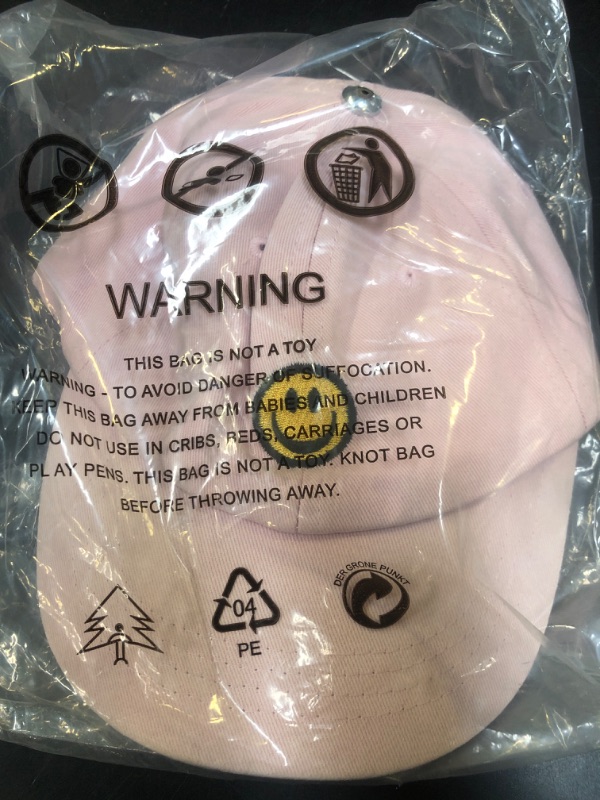 WARNING
THIS BAG IS NOT A TOY
WARNING - TO AVOID DANGER OF SUFFOCATION.
KEEP THIS BAG AWAY FROM BABIES AND CHILDREN
DO NOT USE IN CRIBS, BEDS, CARRIAGES OR
PLAY PENS. THIS BAG IS NOT A TOY. KNOT BAG
BEFORE THROWING AWAY.
DER GRONE PUNKT
04
PE